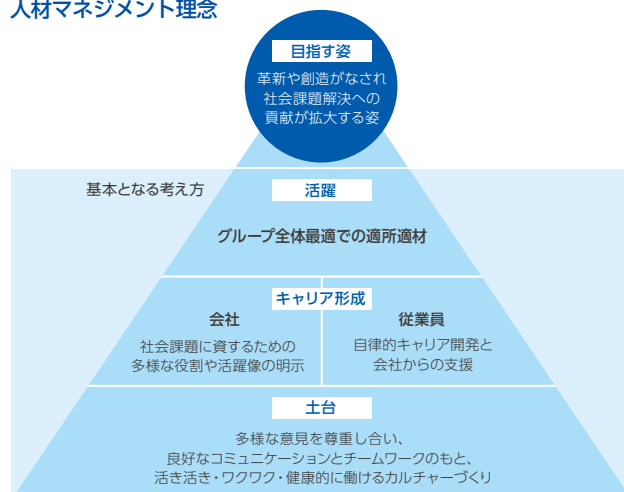 人材マネジメント理念
目指す姿
革新や創造がなされ
社会課題解決への
貢献が拡大する姿
基本となる考え方
活躍
グループ全体最適での適所適材
キャリア形成
会社
社会課題に資するための
多様な役割や活躍像の明示
従業員
自律的キャリア開発と
会社からの支援
土台
多様な意見を尊重し合い、
良好なコミュニケーションとチームワークのもと、
活き活き・ワクワク・健康的に働けるカルチャーづくり